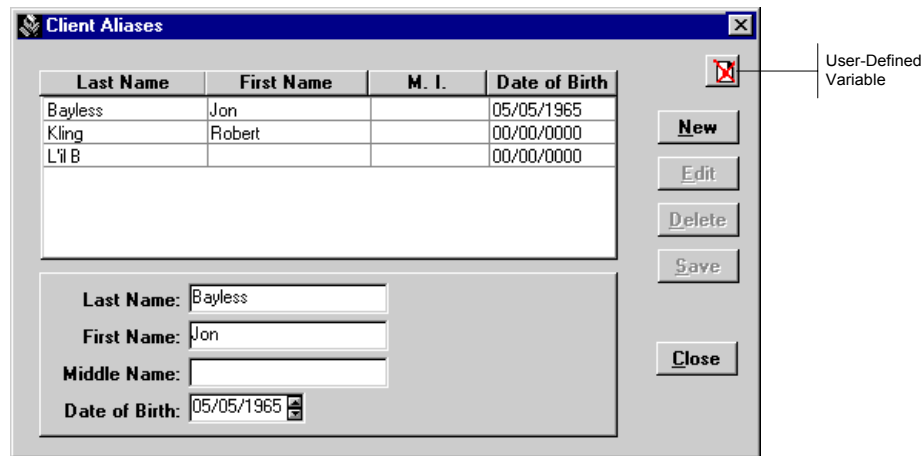 Client Aliases
User-Defined
Variable
Last Name First Name M. I. Date of Birth
Bayless Jon 05/05/1965
Kling Robert 00/00/0000
L'il B 00/00/0000
New
Edit
Delete
Save
Close
Last Name: Bayless
First Name: Jon
Middle Name:
Date of Birth: 05/05/1965